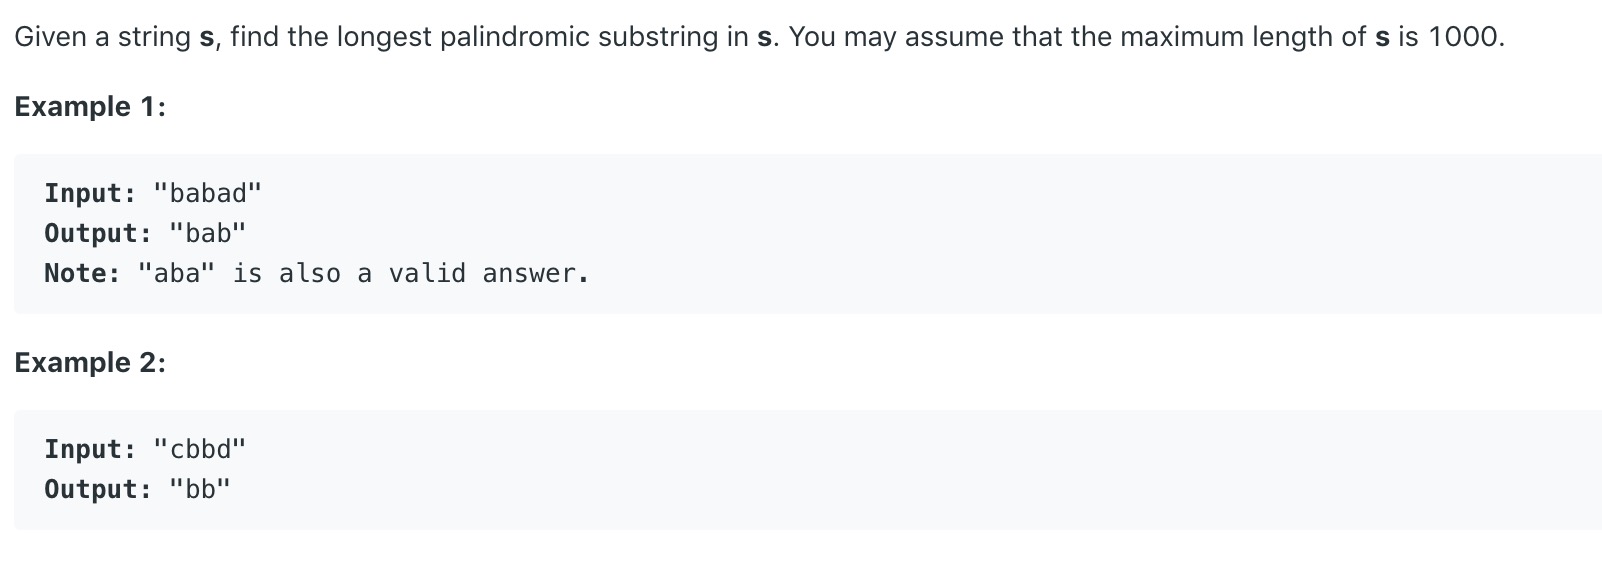 Given a string s, find the longest palindromic substring in s. You may assume that the maximum length of s is 1000.
Example 1:
Input: "babad"
Output: "bab"
Note: "aba" is also a valid answer.
Example 2:
Input: "cbbd"
Output: "bb"